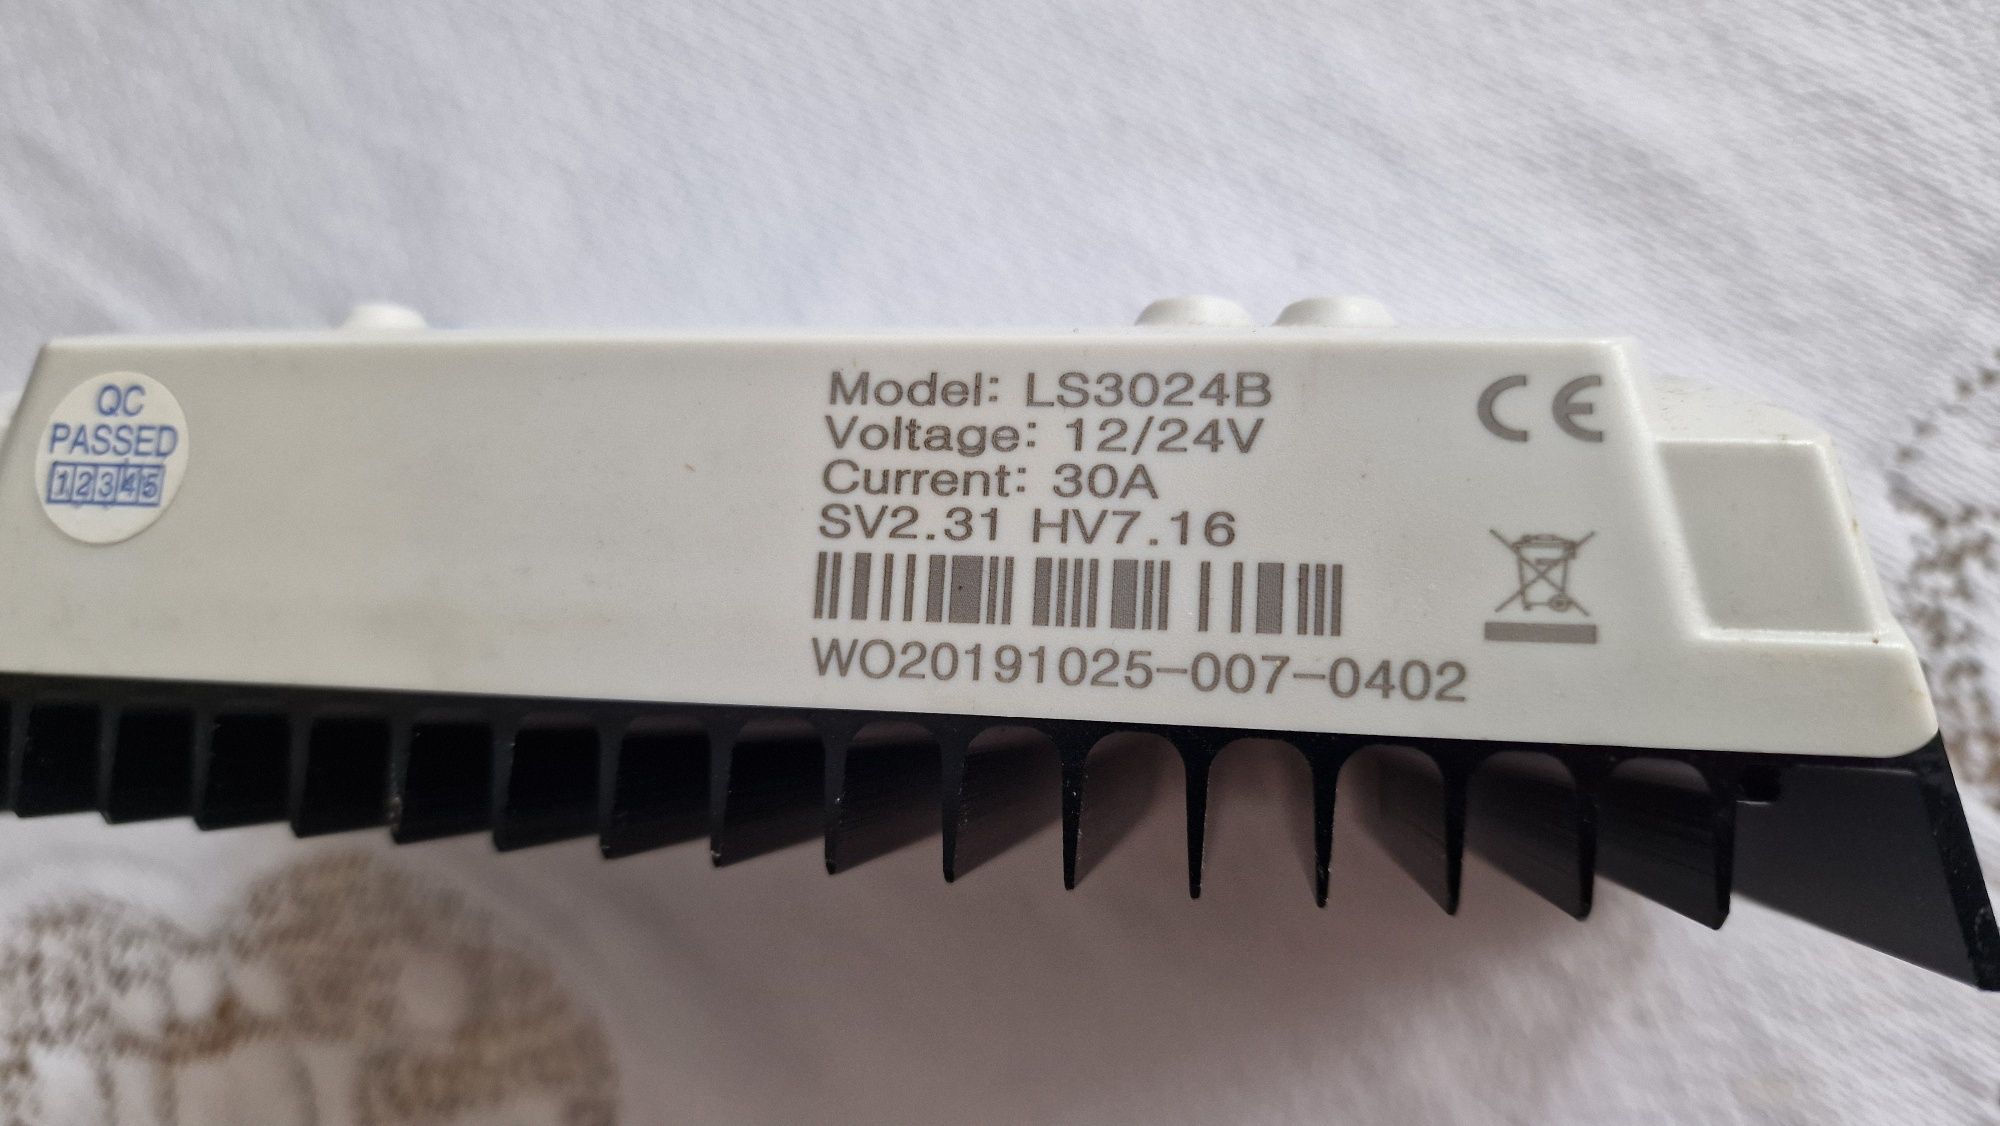 QC
PASSED
12345
Model: LS3024B
Voltage: 12/24V
Current: 30A
SV2.31 HV7.16
WO20191025-007-0402
CE